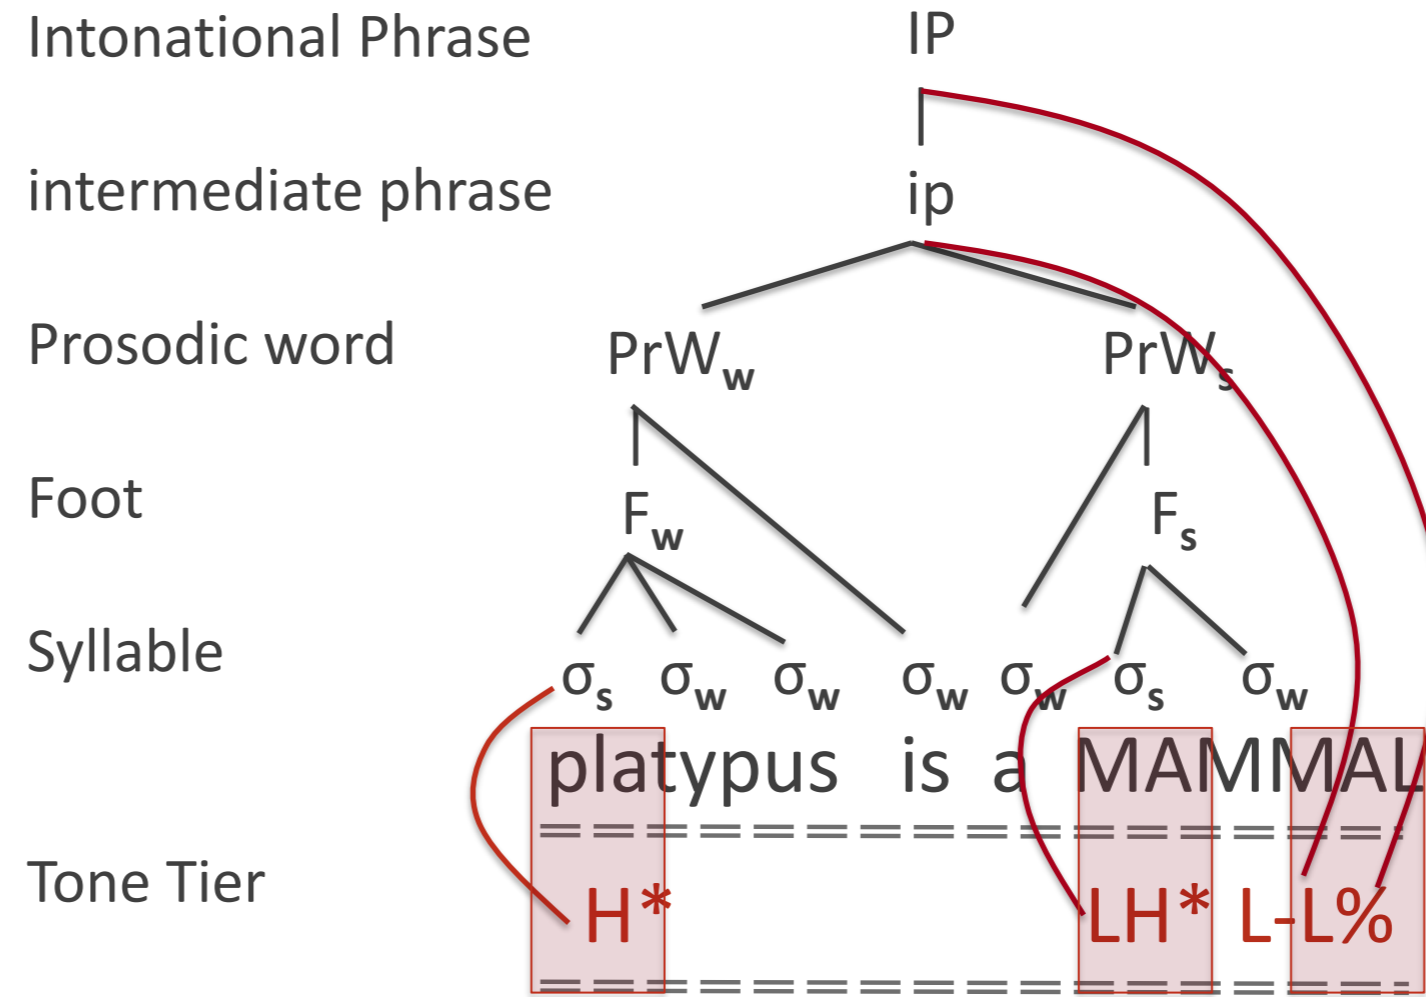 Intonational Phrase IP
intermediate phrase ip
Prosodic word PrWw PrWs
Foot Fw Fs
Syllable σs σw σw σw σw σs σw
platypus is a MAMMAL
Tone Tier H* LH* L-L%